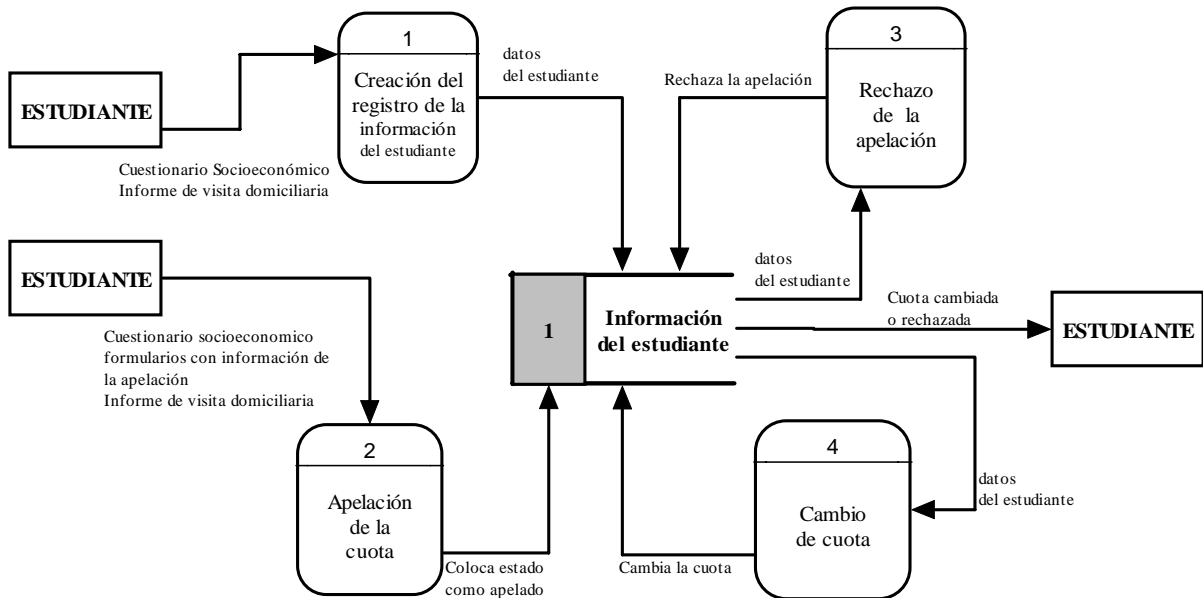 1
Creación del
registro de la
información
del estudiante
datos
del estudiante
3
Rechaza la apelación
Rechazo
de la
apelación
ESTUDIANTE
Cuestionario Socioeconómico
Informe de visita domiciliaria
ESTUDIANTE
Cuestionario socioeconomico
formularios con información de
la apelación
Informe de visita domiciliaria
1
Información
del estudiante
datos
del estudiante
Cuota cambiada
o rechazada
ESTUDIANTE
2
Apelación
de la
cuota
Coloca estado
como apelado
4
Cambio
de cuota
Cambia la cuota
datos
del estudiante